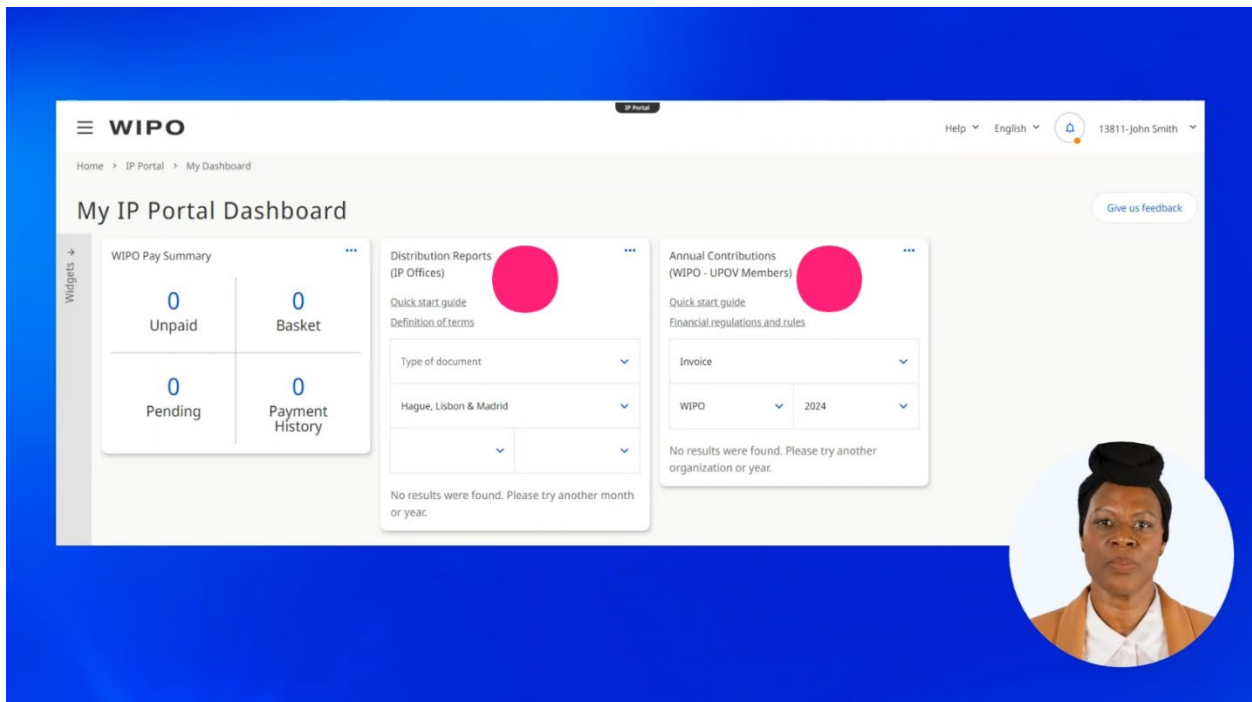 IP Portal
WIPO
Help English 13811-John Smith
Home > IP Portal > My Dashboard
My IP Portal Dashboard
Give us feedback
Widgets
WIPO Pay Summary
0
Unpaid
0
Basket
0
Pending
0
Payment
History
Distribution Reports
(IP Offices)
Quick start guide
Definition of terms
Type of document
Hague, Lisbon & Madrid
No results were found. Please try another month
or year.
Annual Contributions
(WIPO - UPOV Members)
Quick start guide
Financial regulations and rules
Invoice
WIPO 2024
No results were found. Please try another
organization or year.